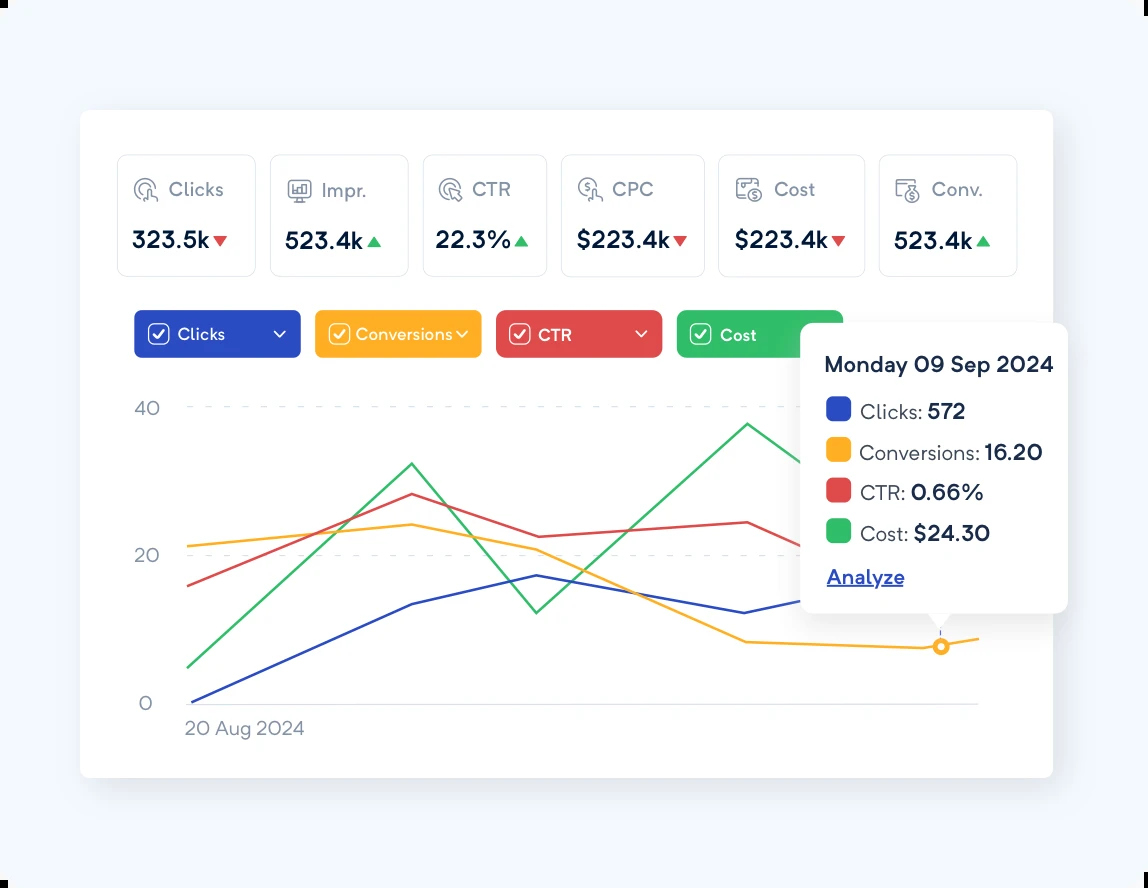 Clicks Impr. CTR CPC Cost Conv.
323.5k 523.4k 22.3% $223.4k $223.4k 523.4k
Clicks Conversions CTR Cost
Monday 09 Sep 2024
Clicks: 572
Conversions: 16.20
CTR: 0.66%
Cost: $24.30
Analyze
40
20
0
20 Aug 2024